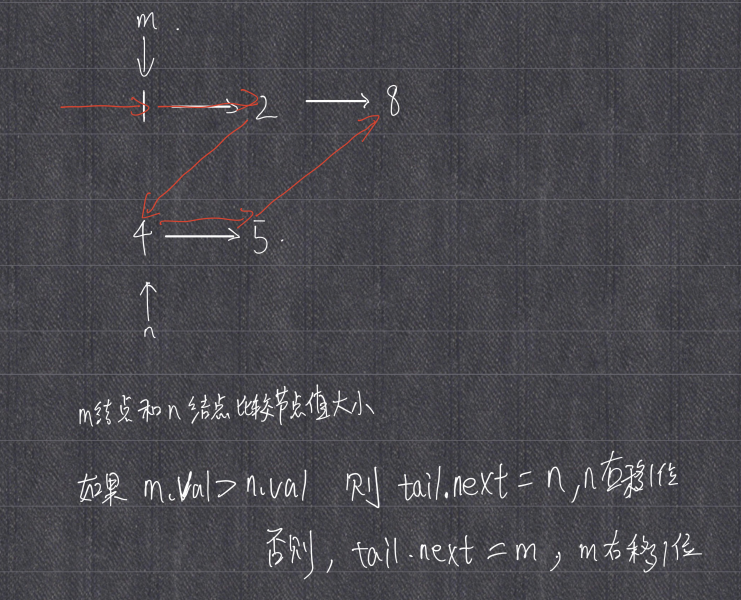 m
1 2 8
4 5
n
m结点和n结点比较节点值大小
如果 m.val > n.val 则 tail.next = n, n右移1位
否则, tail.next = m, m右移1位